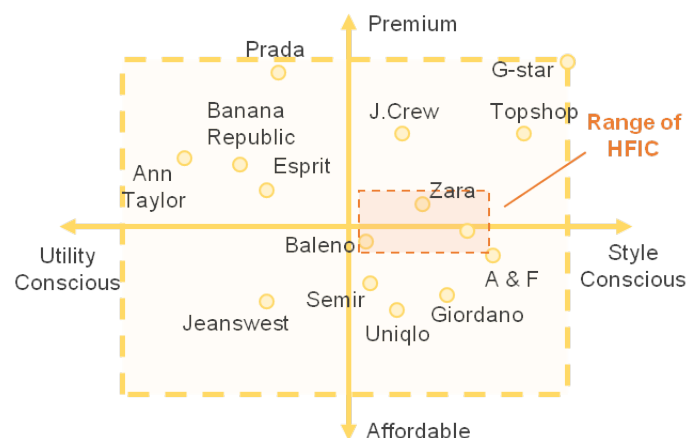 Premium
Prada
G-star
Banana
Republic
J.Crew
Topshop
Range of
HFIC
Esprit
Ann
Taylor
Zara
Utility
Conscious
Baleno
Style
Conscious
A & F
Semir
Giordano
Jeanswest
Uniqlo
Affordable